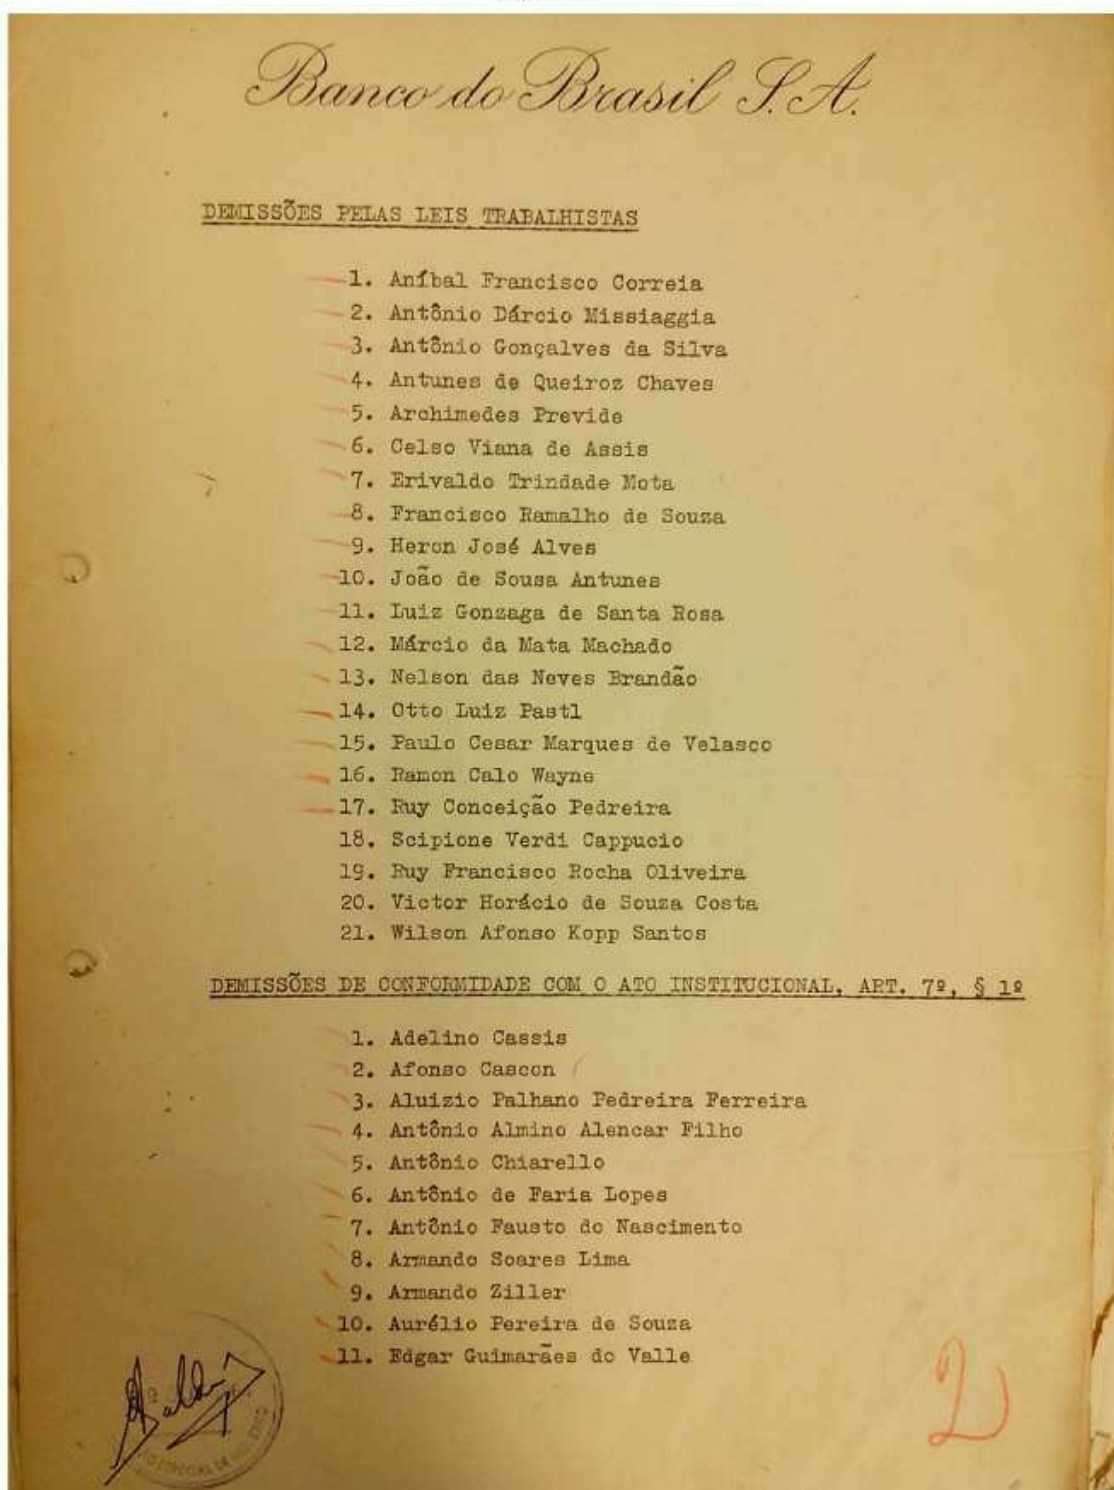 Banco do Brasil S.A.
DEMISSÕES PELAS LEIS TRABALHISTAS
1. Aníbal Francisco Correia
2. Antônio Dárcio Missiaggia
3. Antônio Gonçalves da Silva
4. Antunes de Queiroz Chaves
5. Archimedes Previde
6. Celso Viana de Assis
7. Erivaldo Trindade Mota
8. Francisco Ramalho de Souza
9. Heron José Alves
10. João de Sousa Antunes
11. Luiz Gonzaga de Santa Rosa
12. Márcio da Mata Machado
13. Nelson das Neves Brandão
14. Otto Luiz Pastl
15. Paulo Cesar Marques de Velasco
16. Ramon Calo Wayne
17. Ruy Conceição Pedreira
18. Scipione Verdi Cappucio
19. Ruy Francisco Rocha Oliveira
20. Victor Horácio de Souza Costa
21. Wilson Afonso Kopp Santos
DEMISSÕES DE CONFORMIDADE COM O ATO INSTITUCIONAL, ART. 7º, § 1º
1. Adelino Cassis
2. Afonso Cascon
3. Aluizio Palhano Pedreira Ferreira
4. Antônio Almino Alencar Filho
5. Antônio Chiarello
6. Antônio de Faria Lopes
7. Antônio Fausto do Nascimento
8. Armando Soares Lima
9. Armando Ziller
10. Aurélio Pereira de Souza
11. Edgar Guimarães do Valle
2